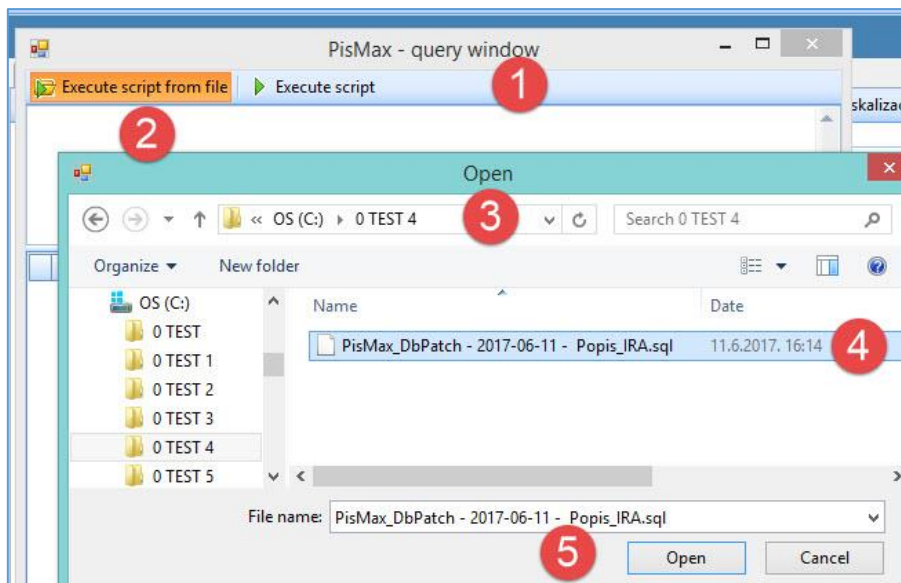 PisMax - query window
Execute script from file
Execute script
1
skalizac
2
Open
« OS (C:) 0 TEST 4
3
Search 0 TEST 4
Organize
New folder
OS (C:)
Name
Date
0 TEST
PisMax_DbPatch - 2017-06-11 - Popis_IRA.sql
11.6.2017. 16:14
4
0 TEST 1
0 TEST 2
0 TEST 3
0 TEST 4
0 TEST 5
File name:
PisMax_DbPatch - 2017-06-11 - Popis_IRA.sql
5
Open
Cancel